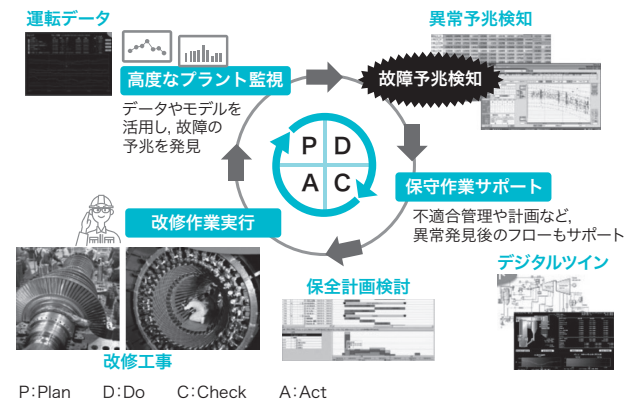 運転データ
異常予兆検知
高度なプラント監視
故障予兆検知
データやモデルを
活用し,故障の
予兆を発見
P D
A C
保守作業サポート
不適合管理や計画など,
異常発見後のフローもサポート
改修作業実行
デジタルツイン
保全計画検討
改修工事
P:Plan D:Do C:Check A:Act